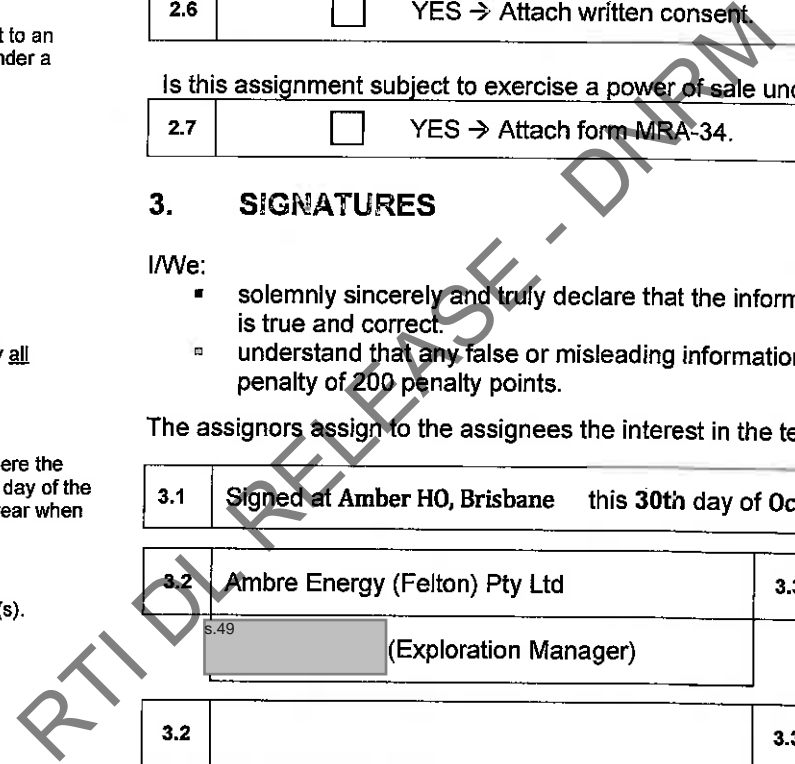 t to an
nder a
2.6 YES → Attach written consent.
Is this assignment subject to exercise a power of sale
2.7 YES → Attach form MRA-34.
3. SIGNATURES
I/We:
▪ solemnly sincerely and truly declare that the inform
is true and correct.
▫ understand that any false or misleading information
penalty of 200 penalty points.
all
The assignors assign to the assignees the interest in the te
ere the
day of the
ear when
3.1 Signed at Amber HO, Brisbane this 30th day of Oc
3.2 Ambre Energy (Felton) Pty Ltd 3.3
(s).
s.49 (Exploration Manager)
3.2 3.3
RTI DL RELEASE - DNRM